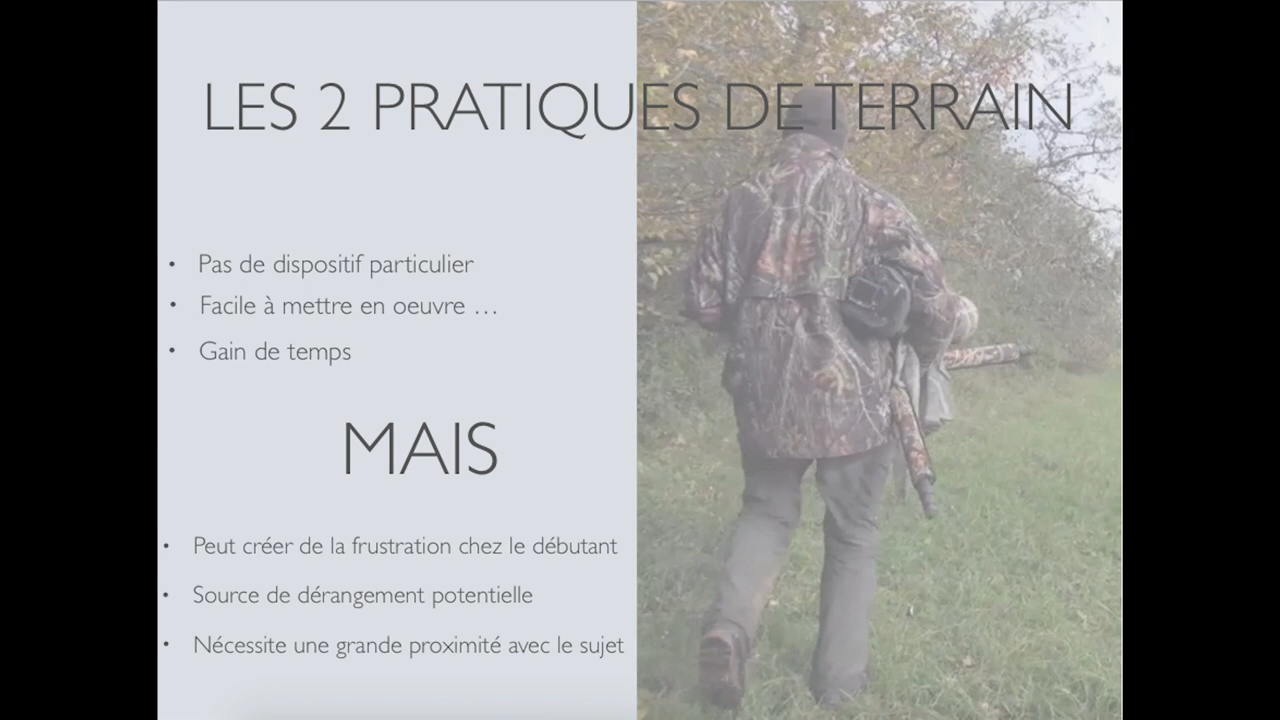 LES 2 PRATIQUES DE TERRAIN
• Pas de dispositif particulier
• Facile à mettre en oeuvre …
• Gain de temps
MAIS
• Peut créer de la frustration chez le débutant
• Source de dérangement potentielle
• Nécessite une grande proximité avec le sujet